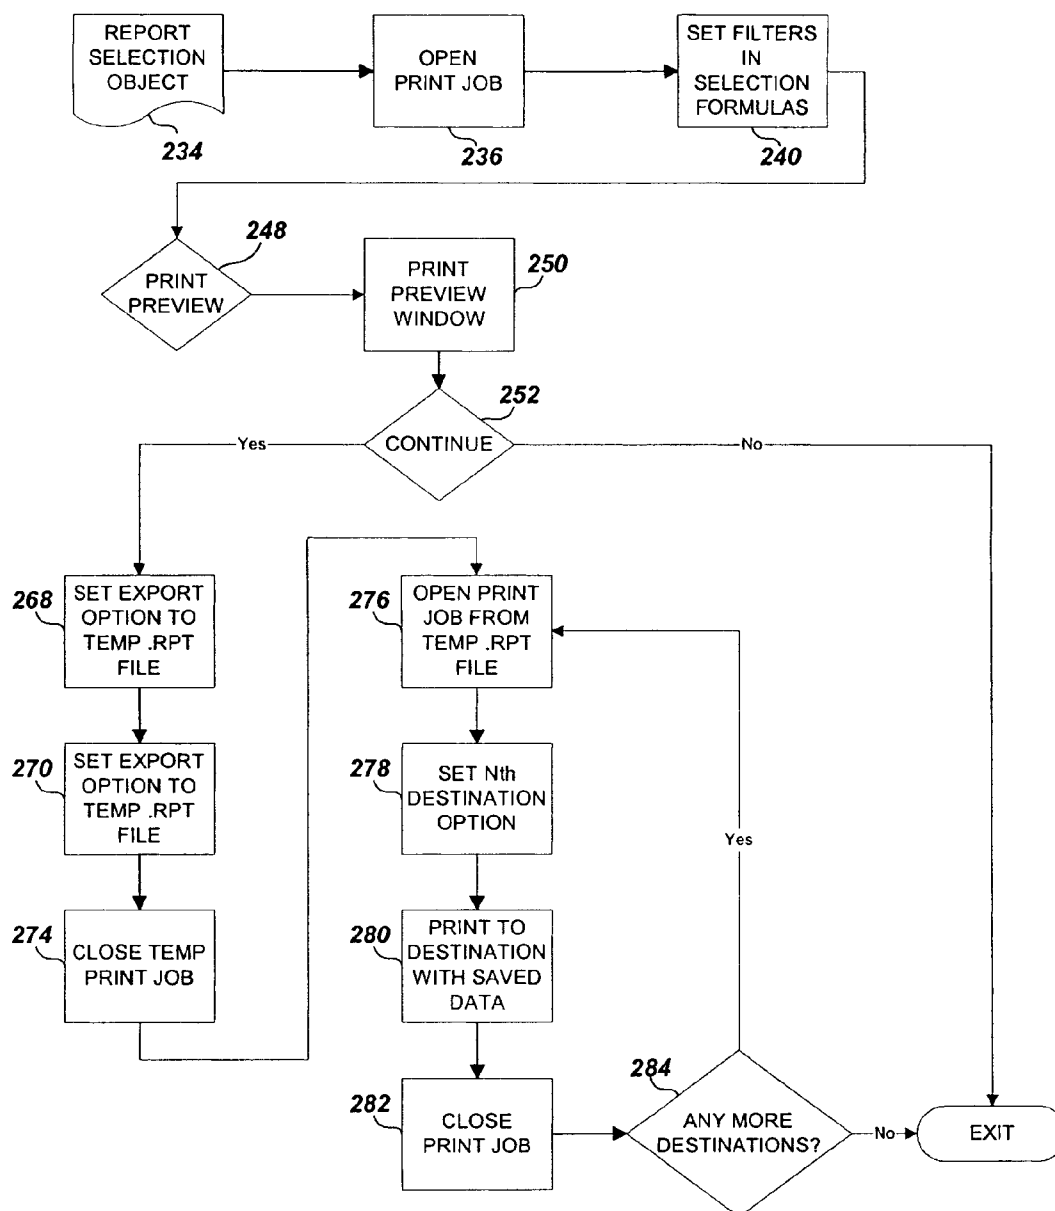 REPORT
SELECTION
OBJECT
234
OPEN
PRINT JOB
236
SET FILTERS
IN
SELECTION
FORMULAS
240
248
PRINT
PREVIEW
PRINT
PREVIEW
WINDOW
250
252
CONTINUE
Yes
No
268
SET EXPORT
OPTION TO
TEMP .RPT
FILE
270
SET EXPORT
OPTION TO
TEMP .RPT
FILE
274
CLOSE TEMP
PRINT JOB
276
OPEN PRINT
JOB FROM
TEMP .RPT
FILE
278
SET Nth
DESTINATION
OPTION
280
PRINT TO
DESTINATION
WITH SAVED
DATA
282
CLOSE
PRINT JOB
284
ANY MORE
DESTINATIONS?
Yes
No
EXIT